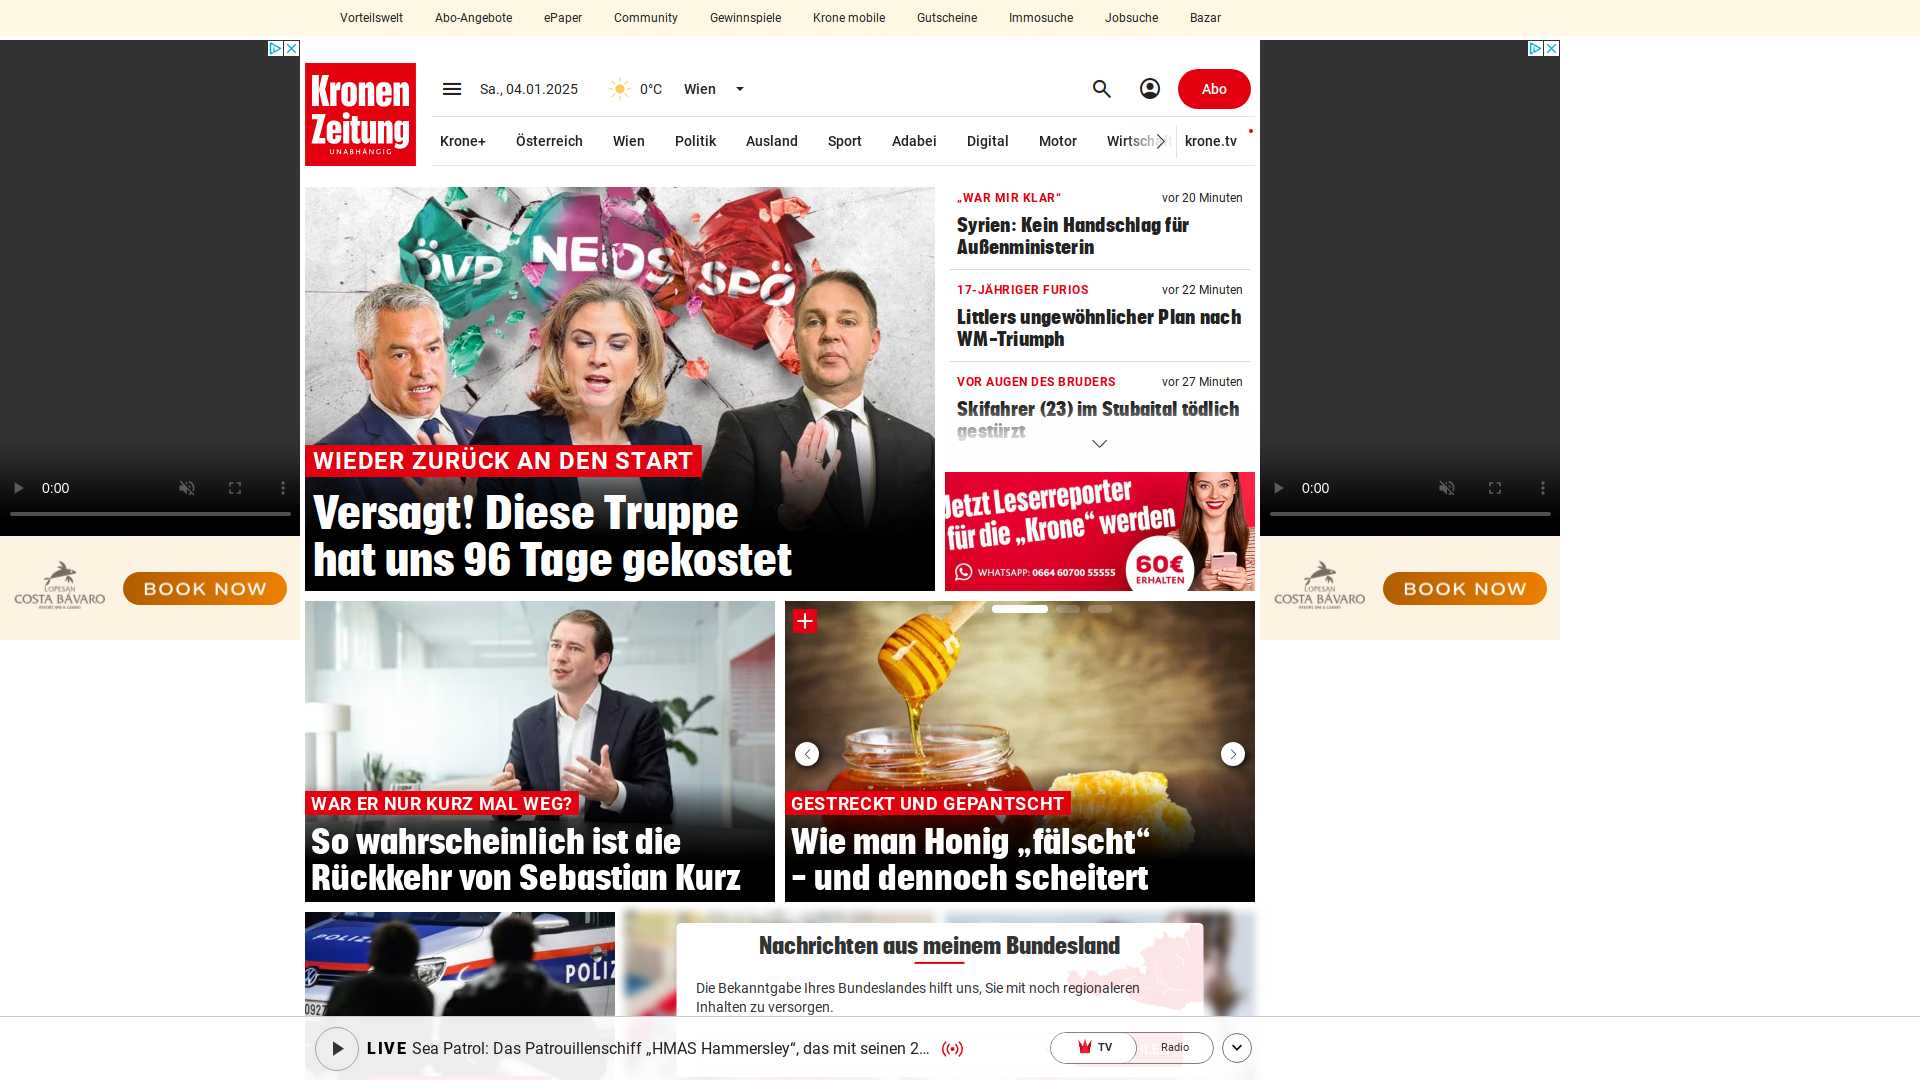 Vorteilswelt Abo-Angebote ePaper Community Gewinnspiele Krone mobile Gutscheine Immosuche Jobsuche Bazar
Kronen
Zeitung
UNABHÄNGIG
Sa., 04.01.2025 0°C Wien Abo
Krone+ Österreich Wien Politik Ausland Sport Adabei Digital Motor Wirtschaft krone.tv
ÖVP NEOS SPÖ
WIEDER ZURÜCK AN DEN START
Versagt! Diese Truppe
hat uns 96 Tage gekostet
„WAR MIR KLAR“ vor 20 Minuten
Syrien: Kein Handschlag für
Außenministerin
17-JÄHRIGER FURIOS vor 22 Minuten
Littlers ungewöhnlicher Plan nach
WM-Triumph
VOR AUGEN DES BRUDERS vor 27 Minuten
Skifahrer (23) im Stubaital tödlich
gestürzt
Jetzt Leserreporter
für die „Krone“ werden
WHATSAPP: 0664 60700 55555
60€
ERHALTEN
0:00
LOPESAN
COSTA BÁVARO
BOOK NOW
0:00
LOPESAN
COSTA BÁVARO
BOOK NOW
WAR ER NUR KURZ MAL WEG?
So wahrscheinlich ist die
Rückkehr von Sebastian Kurz
GESTRECKT UND GEPANTSCHT
Wie man Honig „fälscht“
– und dennoch scheitert
POLIZEI
POLIZ
0927
Nachrichten aus meinem Bundesland
Die Bekanntgabe Ihres Bundeslandes hilft uns, Sie mit noch regionaleren
Inhalten zu versorgen.
LIVE Sea Patrol: Das Patrouillenschiff „HMAS Hammersley“, das mit seinen 2... TV Radio